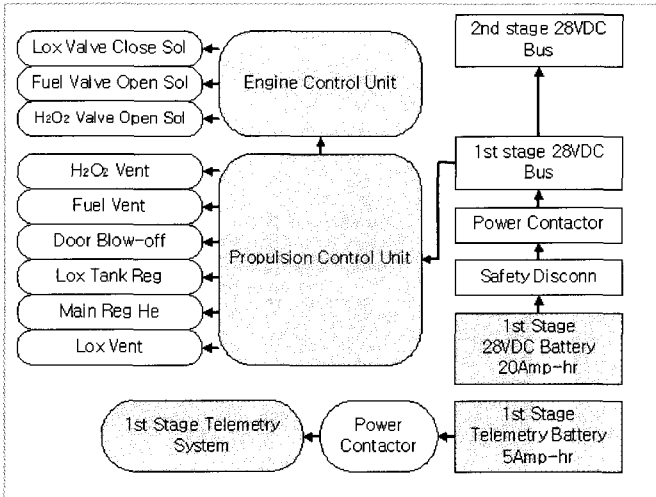 Lox Valve Close Sol
Fuel Valve Open Sol
H₂O₂ Valve Open Sol
Engine Control Unit
2nd stage 28VDC
Bus
H₂O₂ Vent
Fuel Vent
Door Blow-off
Lox Tank Reg
Main Reg He
Lox Vent
Propulsion Control Unit
1st stage 28VDC
Bus
Power Contactor
Safety Disconn
1st Stage
28VDC Battery
20Amp-hr
1st Stage Telemetry
System
Power
Contactor
1st Stage
Telemetry Battery
5Amp-hr